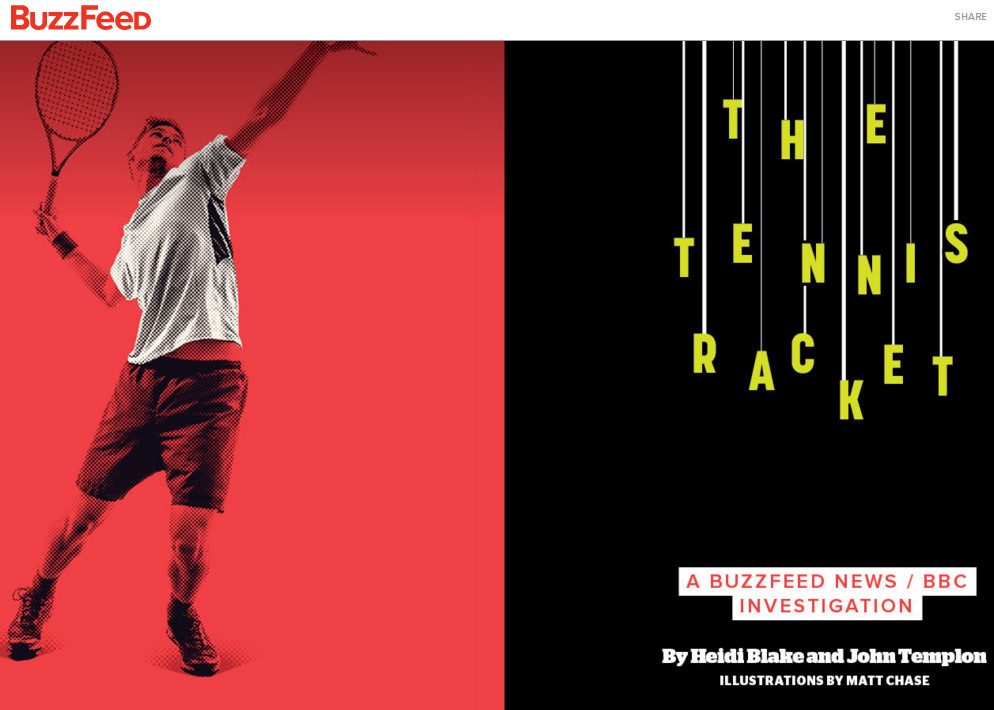 BuzzFeed
SHARE
THE
TENNIS
RACKET
A BUZZFEED NEWS / BBC
INVESTIGATION
By Heidi Blake and John Templon
ILLUSTRATIONS BY MATT CHASE